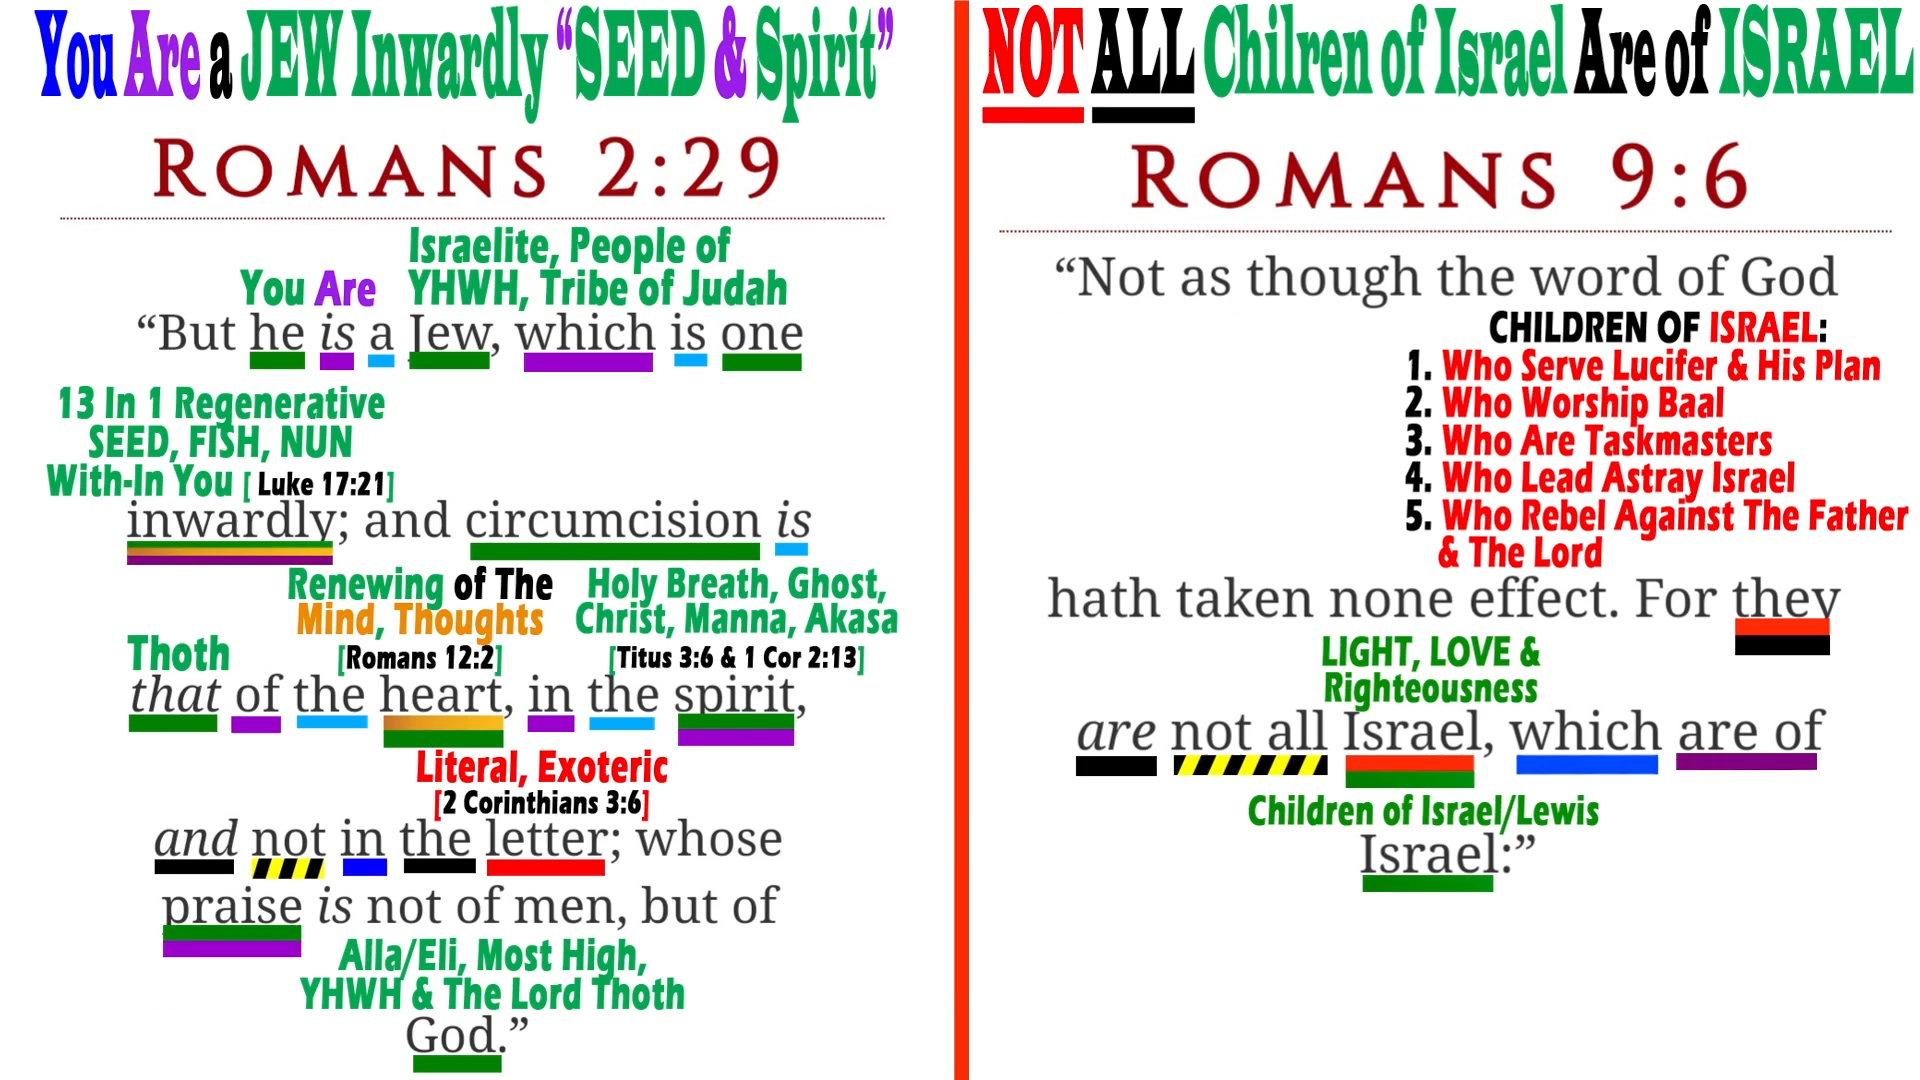 You Are a JEW Inwardly “SEED & Spirit”
ROMANS 2:29
Israelite, People of
You Are YHWH, Tribe of Judah
“But he is a Jew, which is one
13 In 1 Regenerative
SEED, FISH, NUN
With-In You [ Luke 17:21]
inwardly; and circumcision is
Renewing of The Holy Breath, Ghost,
Mind, Thoughts Christ, Manna, Akasa
Thoth [Romans 12:2] [Titus 3:6 & 1 Cor 2:13]
that of the heart, in the spirit,
Literal, Exoteric
[2 Corinthians 3:6]
and not in the letter; whose
praise is not of men, but of
Alla/Eli, Most High,
YHWH & The Lord Thoth
God.”
NOT ALL Chilren of Israel Are of ISRAEL
ROMANS 9:6
“Not as though the word of God
CHILDREN OF ISRAEL:
1. Who Serve Lucifer & His Plan
2. Who Worship Baal
3. Who Are Taskmasters
4. Who Lead Astray Israel
5. Who Rebel Against The Father
& The Lord
hath taken none effect. For they
LIGHT, LOVE &
Righteousness
are not all Israel, which are of
Children of Israel/Lewis
Israel:”